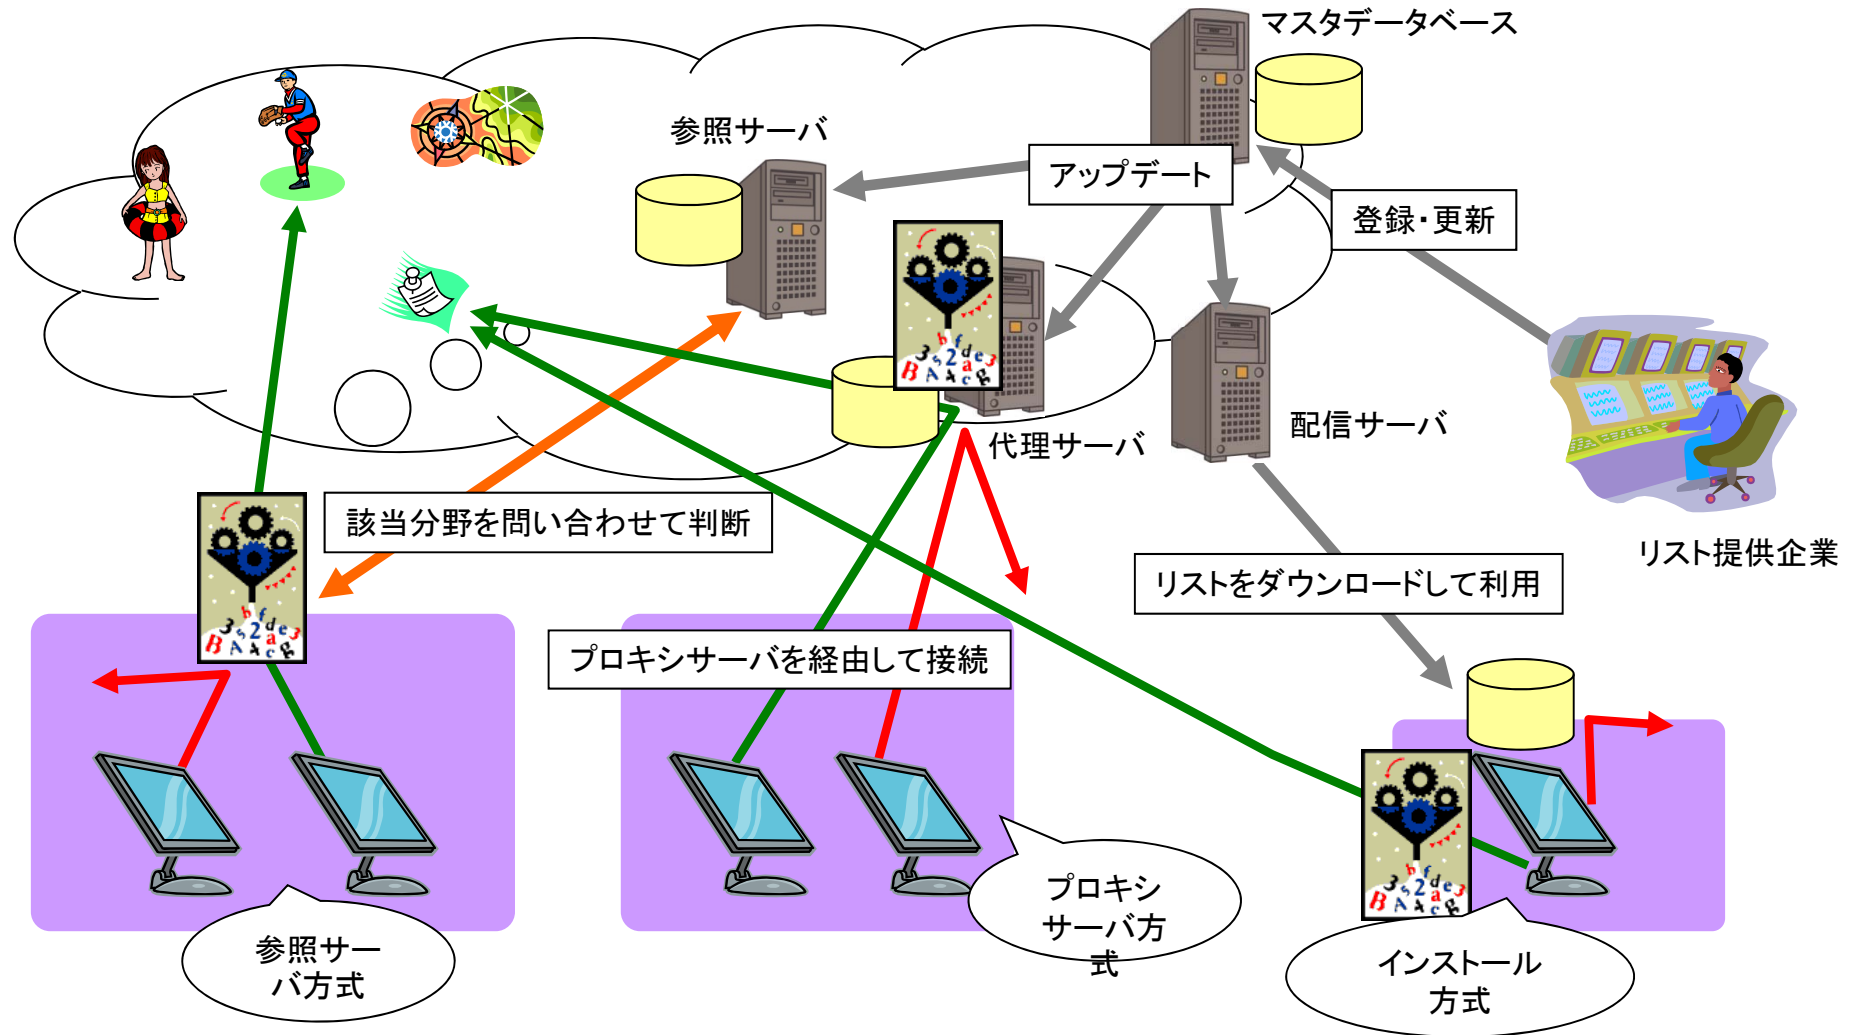 マスタデータベース
参照サーバ
アップデート
登録・更新
代理サーバ
配信サーバ
該当分野を問い合わせて判断
リスト提供企業
リストをダウンロードして利用
プロキシサーバを経由して接続
プロキシ
サーバ方
式
参照サー
バ方式
インストール
方式